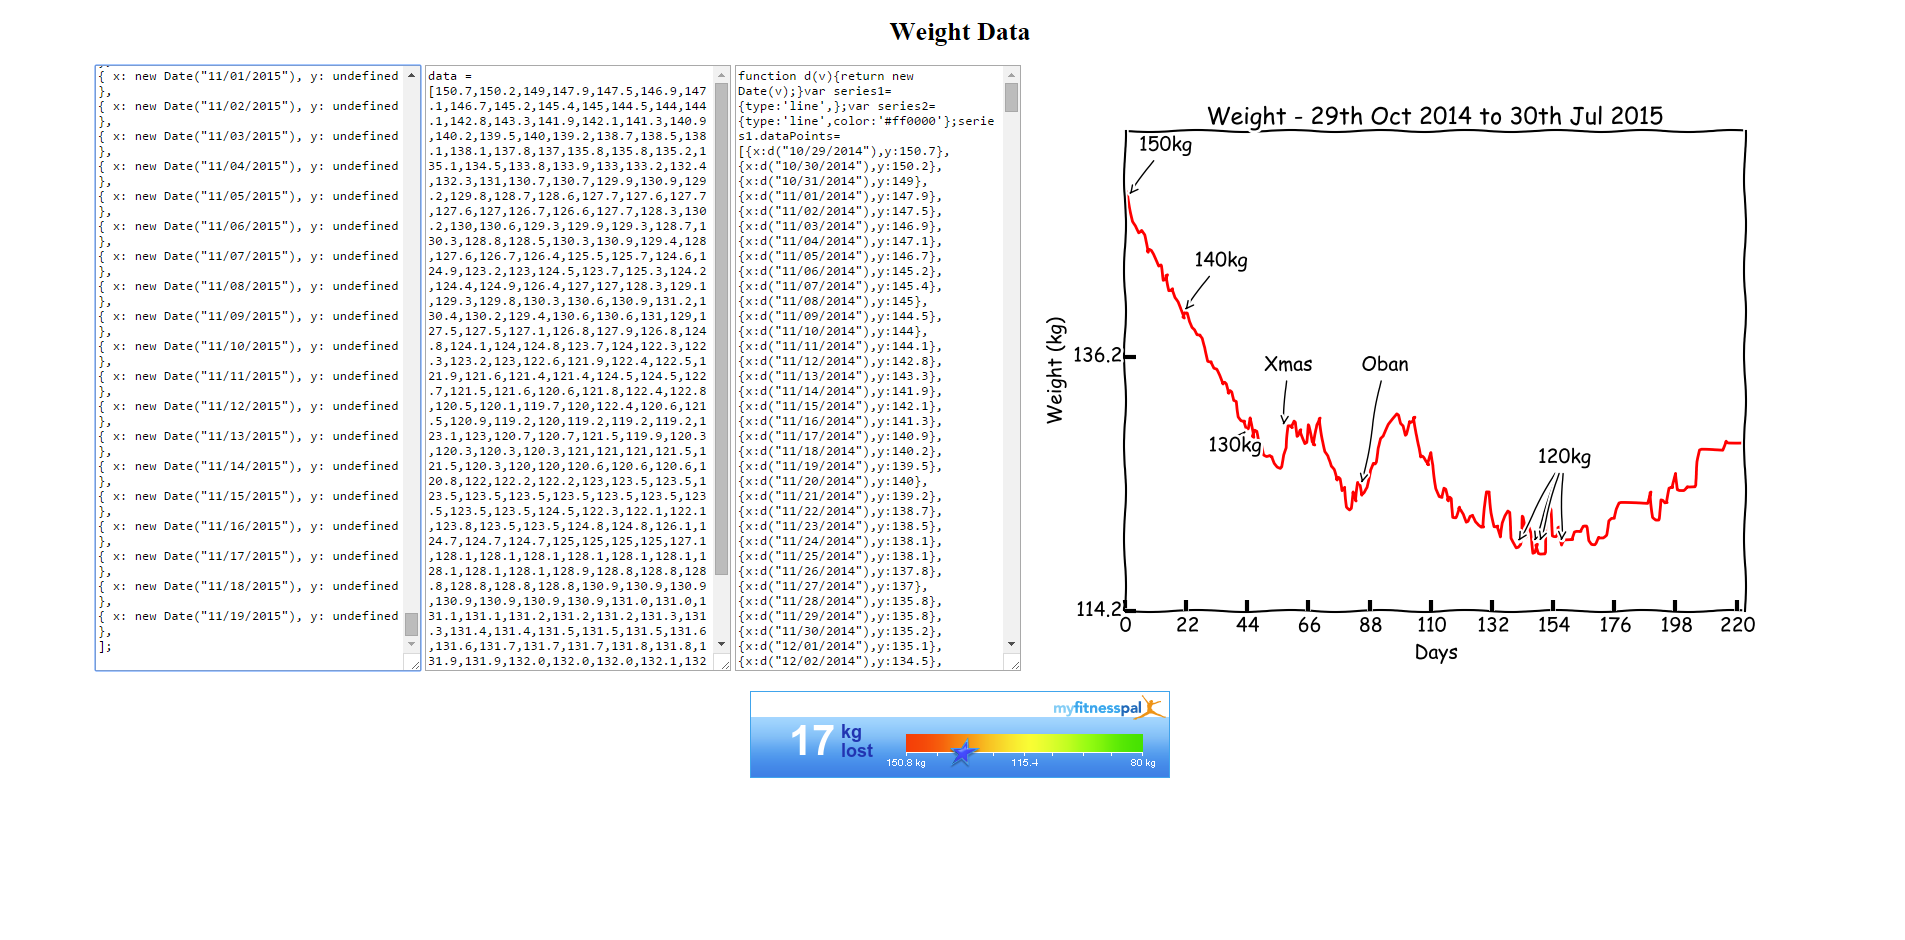 Weight Data
{ x: new Date("11/01/2015"), y: undefined
},
{ x: new Date("11/02/2015"), y: undefined
},
{ x: new Date("11/03/2015"), y: undefined
},
{ x: new Date("11/04/2015"), y: undefined
},
{ x: new Date("11/05/2015"), y: undefined
},
{ x: new Date("11/06/2015"), y: undefined
},
{ x: new Date("11/07/2015"), y: undefined
},
{ x: new Date("11/08/2015"), y: undefined
},
{ x: new Date("11/09/2015"), y: undefined
},
{ x: new Date("11/10/2015"), y: undefined
},
{ x: new Date("11/11/2015"), y: undefined
},
{ x: new Date("11/12/2015"), y: undefined
},
{ x: new Date("11/13/2015"), y: undefined
},
{ x: new Date("11/14/2015"), y: undefined
},
{ x: new Date("11/15/2015"), y: undefined
},
{ x: new Date("11/16/2015"), y: undefined
},
{ x: new Date("11/17/2015"), y: undefined
},
{ x: new Date("11/18/2015"), y: undefined
},
{ x: new Date("11/19/2015"), y: undefined
},
];
data =
[150.7,150.2,149,147.9,147.5,146.9,147
.1,146.7,145.2,145.4,145,144.5,144,144
.1,142.8,143.3,141.9,142.1,141.3,140.9
,140.2,139.5,140,139.2,138.7,138.5,138
.1,138.1,137.8,137,135.8,135.8,135.2,1
35.1,134.5,133.8,133.9,133,133.2,132.4
,132.3,131,130.7,130.7,129.9,130.9,129
.2,129.8,128.7,128.6,127.7,127.6,127.7
,127.6,127,126.7,126.6,127.7,128.3,130
.2,130,130.6,129.3,129.9,129.3,128.7,1
30.3,128.8,128.5,130.3,130.9,129.4,128
,127.6,126.7,126.4,125.5,125.7,124.6,1
24.9,123.2,123,124.5,123.7,125.3,124.2
,124.4,124.9,126.4,127,127,128.3,129.1
,129.3,129.8,130.3,130.6,130.9,131.2,1
30.4,130.2,129.4,130.6,130.6,131,129,1
27.5,127.5,127.1,126.8,127.9,126.8,124
.8,124.1,124,124.8,123.7,124,122.3,122
.3,123.2,123,122.6,121.9,122.4,122.5,1
21.9,121.6,121.4,121.4,124.5,124.5,122
.7,121.5,121.6,120.6,121.8,122.4,122.8
,120.5,120.1,119.7,120,122.4,120.6,121
.5,120.9,119.2,120,119.2,119.2,119.2,1
23.1,123,120.7,120.7,121.5,119.9,120.3
,120.3,120.3,120.3,121,121,121,121.5,1
21.5,120.3,120,120,120.6,120.6,120.6,1
20.8,122,122.2,122.2,123,123.5,123.5,1
23.5,123.5,123.5,123.5,123.5,123.5,123
.5,123.5,123.5,124.5,122.3,122.1,122.1
,123.8,123.5,123.5,124.8,124.8,126.1,1
24.7,124.7,124.7,125,125,125,125,127.1
,128.1,128.1,128.1,128.1,128.1,128.1,1
28.1,128.1,128.1,128.9,128.8,128.8,128
.8,128.8,128.8,128.8,130.9,130.9,130.9
,130.9,130.9,130.9,130.9,131.0,131.0,1
31.1,131.1,131.2,131.2,131.2,131.3,131
.3,131.4,131.4,131.5,131.5,131.5,131.6
,131.6,131.7,131.7,131.7,131.8,131.8,1
31.9,131.9,132.0,132.0,132.0,132.1,132
function d(v){return new
Date(v);}var series1=
{type:'line',};var series2=
{type:'line',color:'#ff0000'};serie
s1.dataPoints=
[{x:d("10/29/2014"),y:150.7},
{x:d("10/30/2014"),y:150.2},
{x:d("10/31/2014"),y:149},
{x:d("11/01/2014"),y:147.9},
{x:d("11/02/2014"),y:147.5},
{x:d("11/03/2014"),y:146.9},
{x:d("11/04/2014"),y:147.1},
{x:d("11/05/2014"),y:146.7},
{x:d("11/06/2014"),y:145.2},
{x:d("11/07/2014"),y:145.4},
{x:d("11/08/2014"),y:145},
{x:d("11/09/2014"),y:144.5},
{x:d("11/10/2014"),y:144},
{x:d("11/11/2014"),y:144.1},
{x:d("11/12/2014"),y:142.8},
{x:d("11/13/2014"),y:143.3},
{x:d("11/14/2014"),y:141.9},
{x:d("11/15/2014"),y:142.1},
{x:d("11/16/2014"),y:141.3},
{x:d("11/17/2014"),y:140.9},
{x:d("11/18/2014"),y:140.2},
{x:d("11/19/2014"),y:139.5},
{x:d("11/20/2014"),y:140},
{x:d("11/21/2014"),y:139.2},
{x:d("11/22/2014"),y:138.7},
{x:d("11/23/2014"),y:138.5},
{x:d("11/24/2014"),y:138.1},
{x:d("11/25/2014"),y:138.1},
{x:d("11/26/2014"),y:137.8},
{x:d("11/27/2014"),y:137},
{x:d("11/28/2014"),y:135.8},
{x:d("11/29/2014"),y:135.8},
{x:d("11/30/2014"),y:135.2},
{x:d("12/01/2014"),y:135.1},
{x:d("12/02/2014"),y:134.5},
Weight - 29th Oct 2014 to 30th Jul 2015
150kg
140kg
Xmas
Oban
130kg
120kg
Weight (kg)
136.2
114.2
0 22 44 66 88 110 132 154 176 198 220
Days
myfitnesspal
17 kg
lost
150.8 kg 115.4 80 kg